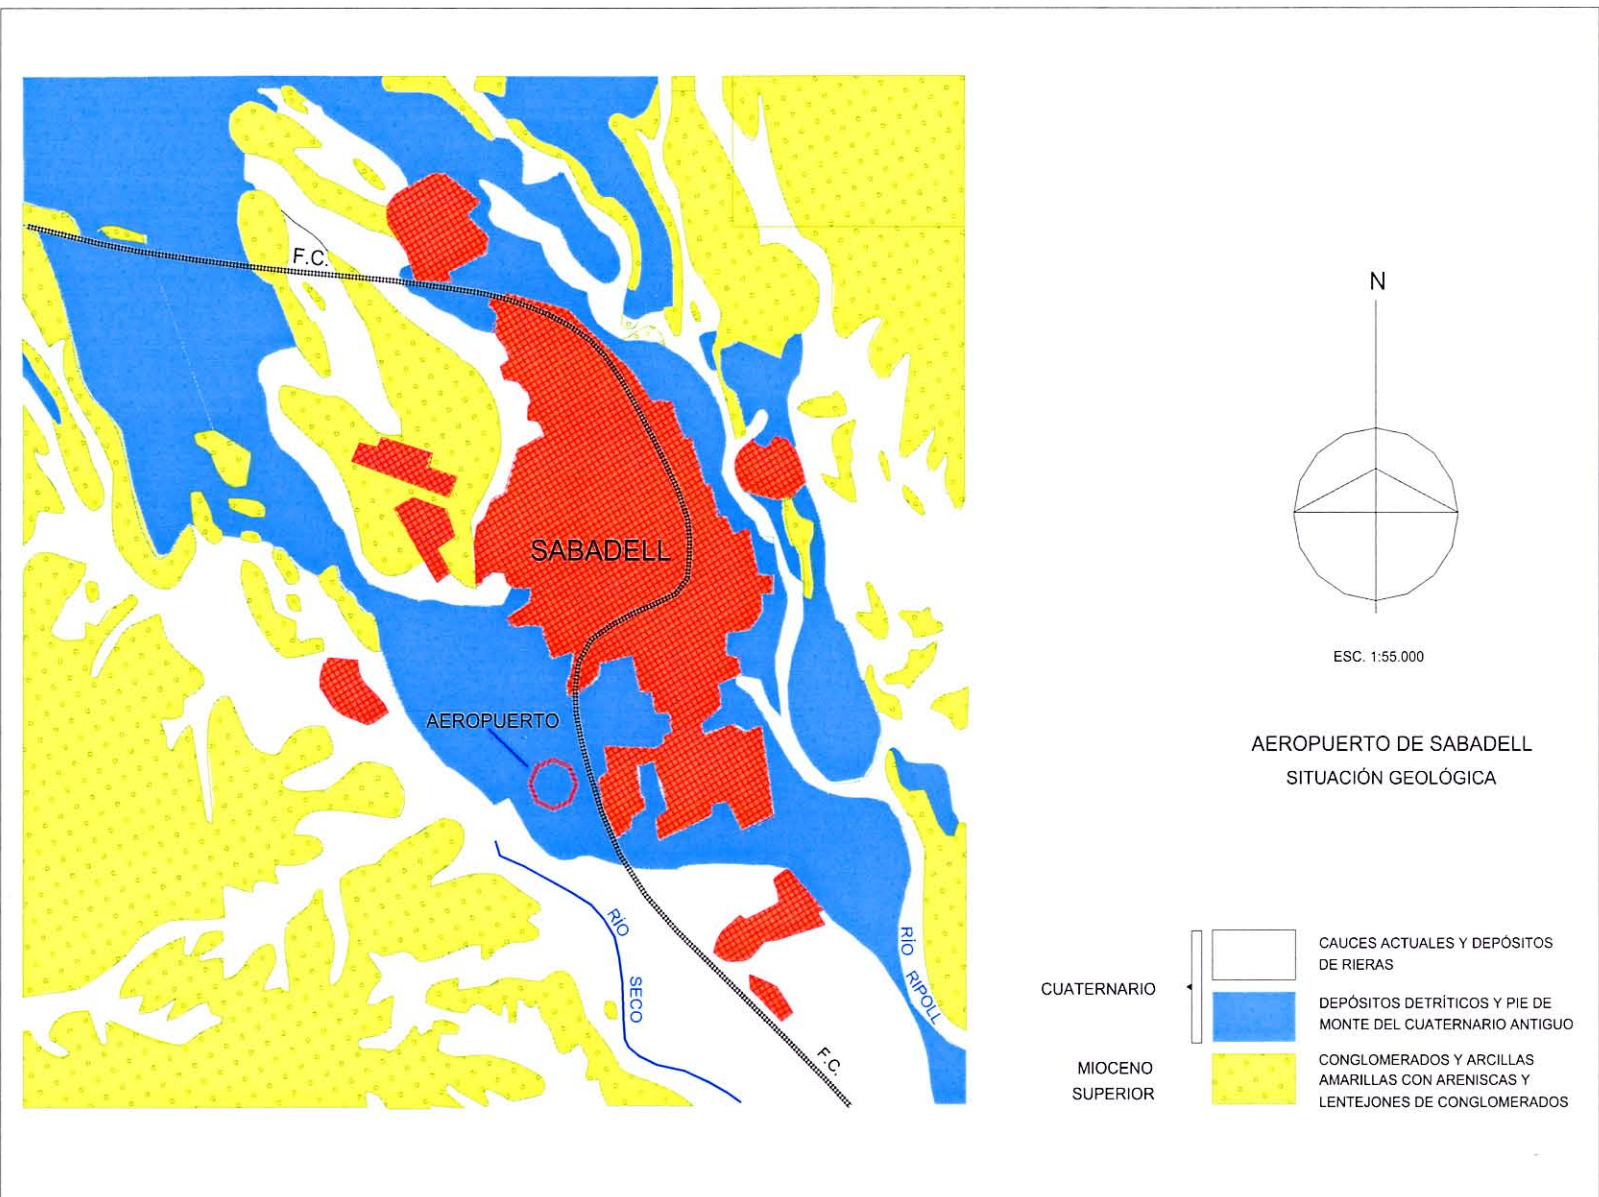 F.C.
SABADELL
AEROPUERTO
RÍO
SECO
RÍO
RIPOLL
F.C.
N
ESC. 1:55.000
AEROPUERTO DE SABADELL
SITUACIÓN GEOLÓGICA
CUATERNARIO
CAUCES ACTUALES Y DEPÓSITOS
DE RIERAS
DEPÓSITOS DETRÍTICOS Y PIE DE
MONTE DEL CUATERNARIO ANTIGUO
MIOCENO
SUPERIOR
CONGLOMERADOS Y ARCILLAS
AMARILLAS CON ARENISCAS Y
LENTEJONES DE CONGLOMERADOS